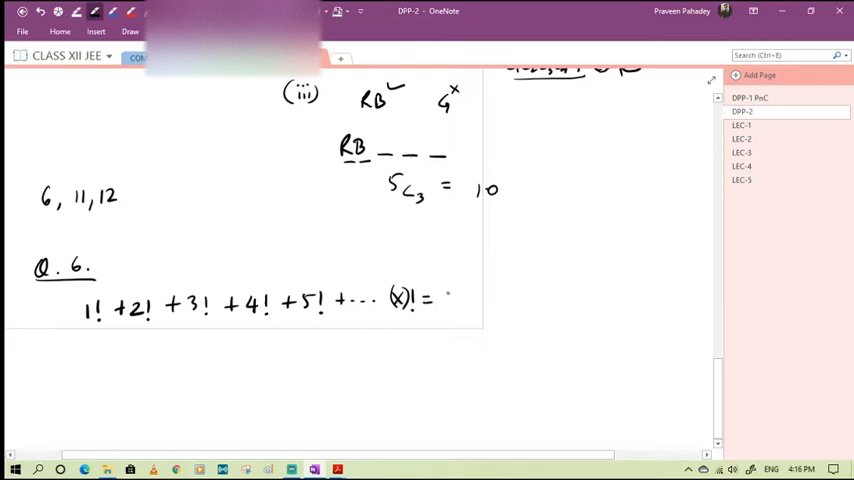 DPP-2 - OneNote
Praveen Pahadey
File Home Insert Draw
CLASS XII JEE
Search (Ctrl+E)
Add Page
DPP-1 PnC
DPP-2
LEC-1
LEC-2
LEC-3
LEC-4
LEC-5
(iii) RB✓ G×
RB _ _ _
5C3 = 10
6, 11, 12
Q. 6.
1! + 2! + 3! + 4! + 5! + --- (x)! =
ENG 4:16 PM